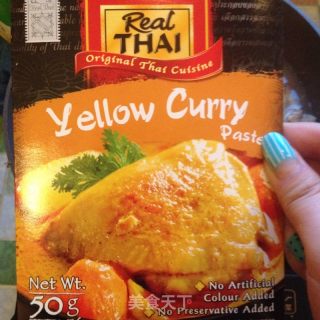 Real
THAI
Original Thai Cuisine
Yellow Curry
Paste
Net Wt.
50g
No Artificial
Colour Added
No Preservative Added
美食天下